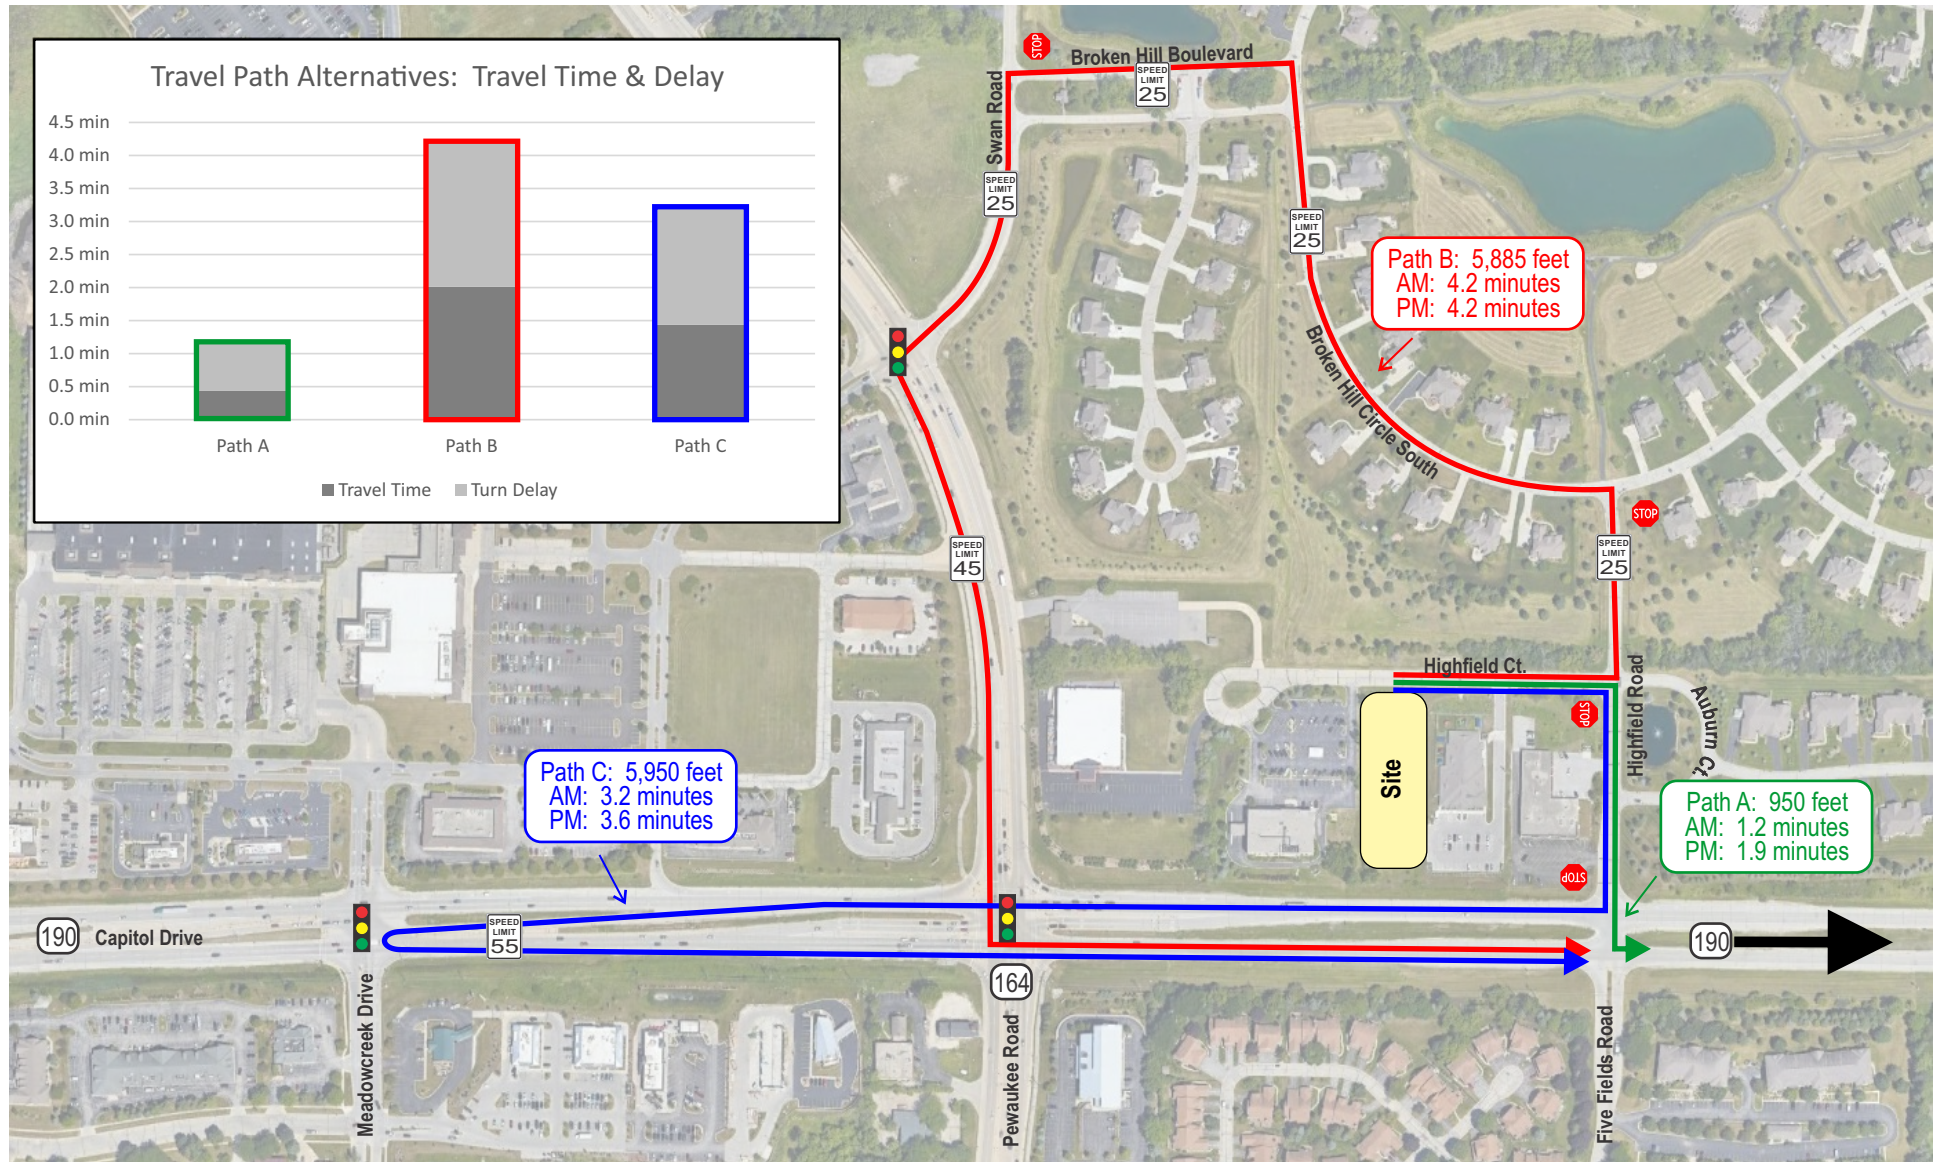 Travel Path Alternatives:  Travel Time & Delay
4.5 min
4.0 min
3.5 min
3.0 min
2.5 min
2.0 min
1.5 min
1.0 min
0.5 min
0.0 min
Path A
Path B
Path C
Travel Time
Turn Delay
STOP
Broken Hill Boulevard
SPEED
LIMIT
25
Swan Road
SPEED
LIMIT
25
SPEED
LIMIT
25
Path B:  5,885 feet
AM:  4.2 minutes
PM:  4.2 minutes
Broken Hill Circle South
STOP
SPEED
LIMIT
45
SPEED
LIMIT
25
Highfield Ct.
Highfield Road
Auburn Ct.
STOP
Site
Path C:  5,950 feet
AM:  3.2 minutes
PM:  3.6 minutes
Path A:  950 feet
AM:  1.2 minutes
PM:  1.9 minutes
STOP
190
Capitol Drive
SPEED
LIMIT
55
190
164
Meadowcreek Drive
Pewaukee Road
Five Fields Road